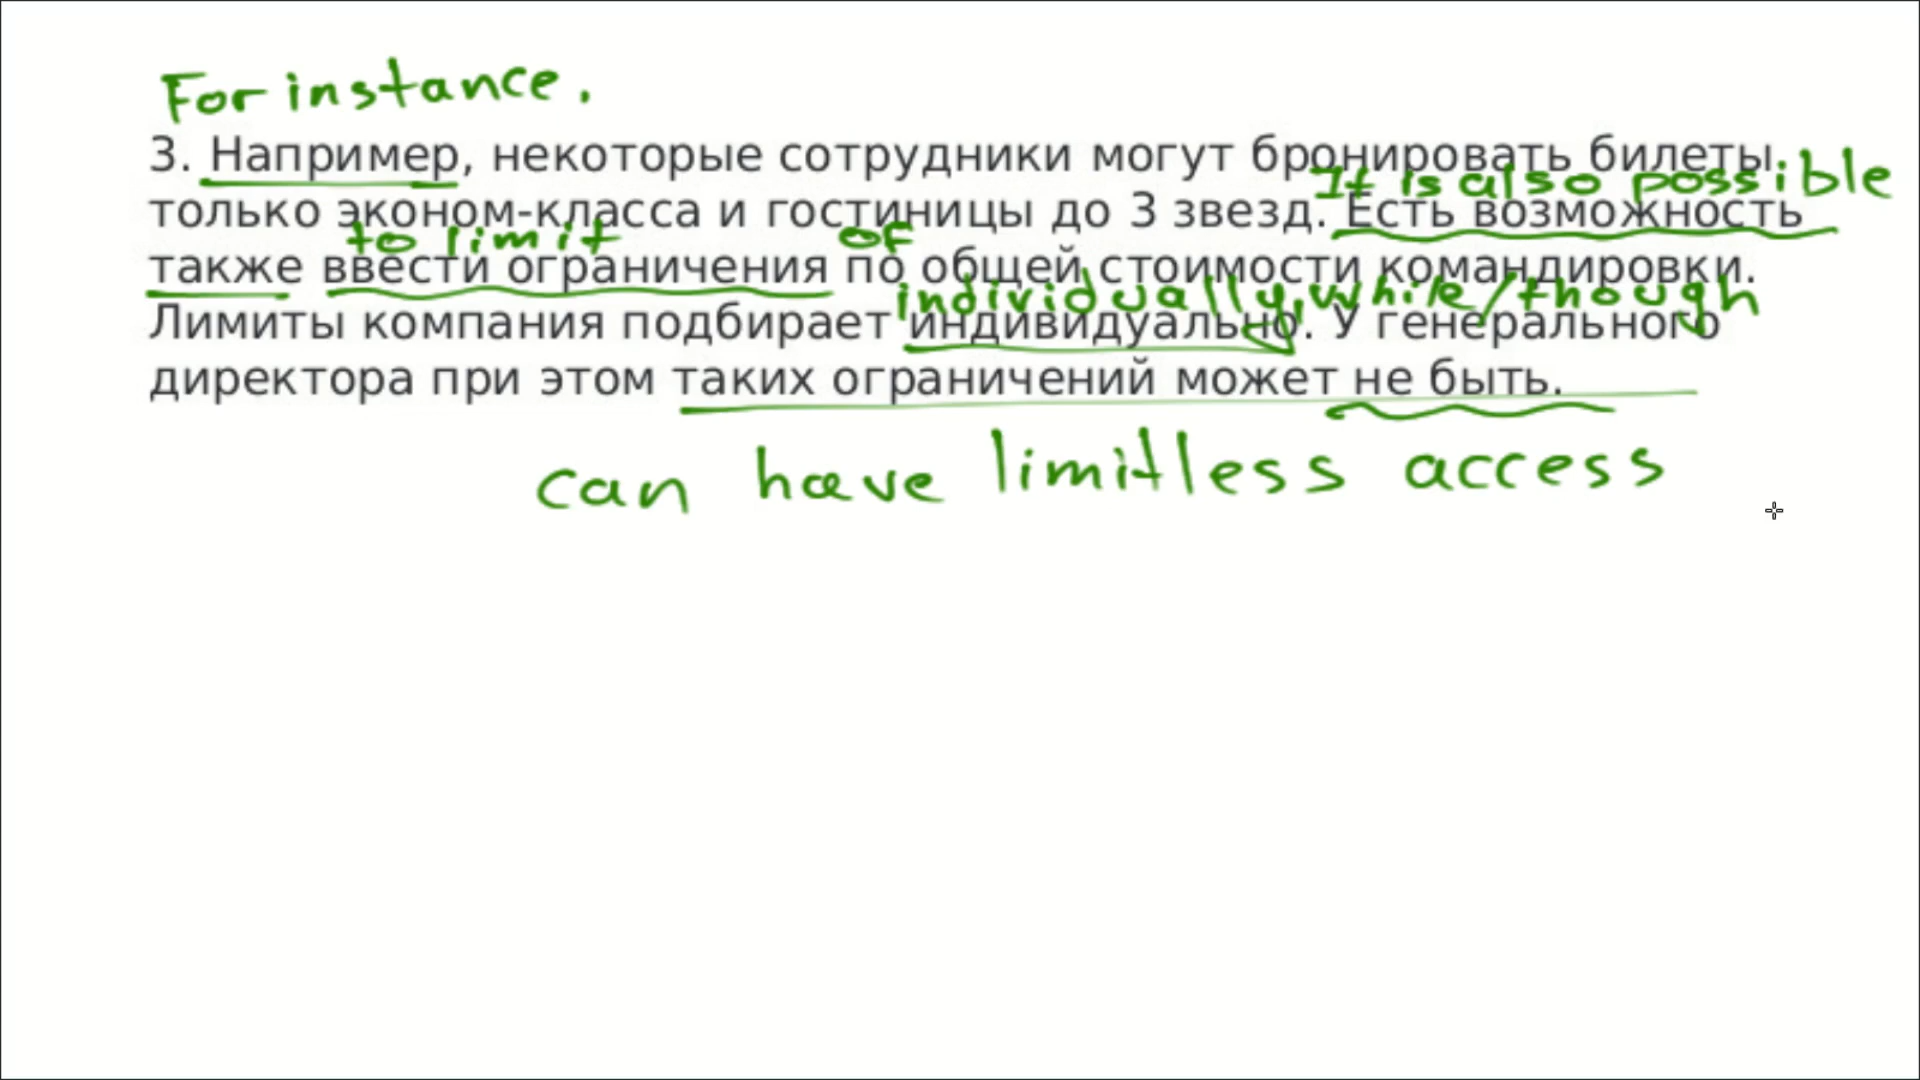 For instance.
3. Например, некоторые сотрудники могут бронировать билеты
It is also possible
только эконом-класса и гостиницы до 3 звезд. Есть возможность
to limit of
также ввести ограничения по общей стоимости командировки.
individually, while/though
Лимиты компания подбирает индивидуально. У генерального
директора при этом таких ограничений может не быть.
can have limitless access